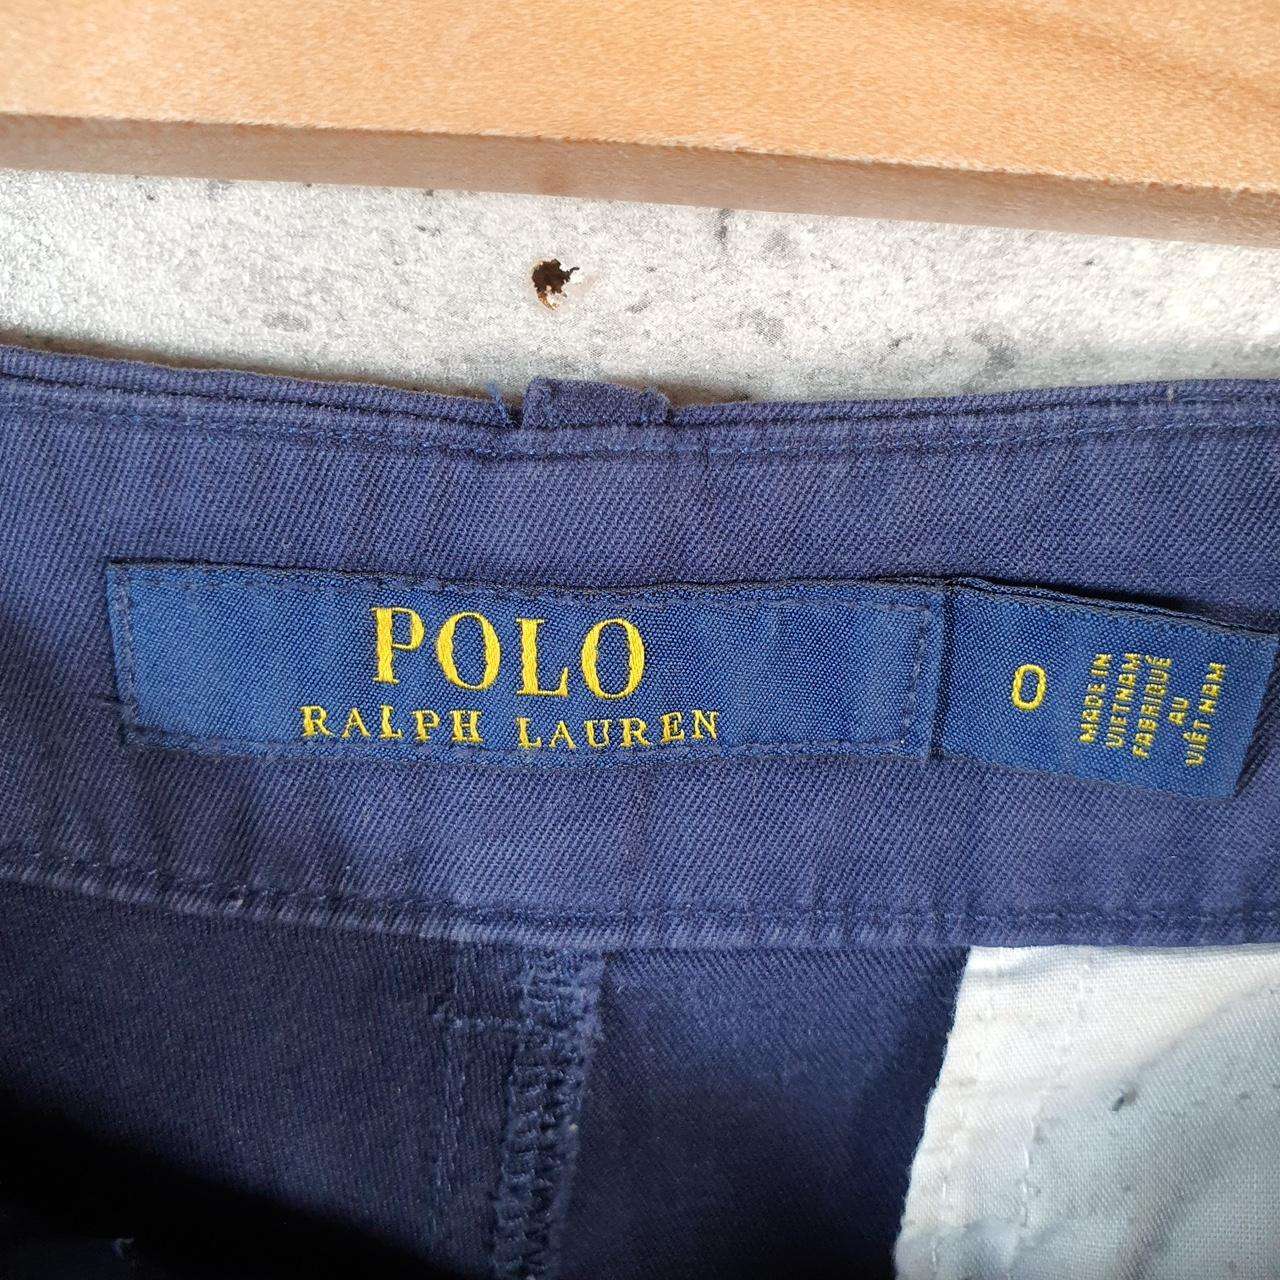 POLO
RALPH LAUREN
0
MADE IN
VIETNAM
FABRIQUÉ
AU
VIÊT NAM